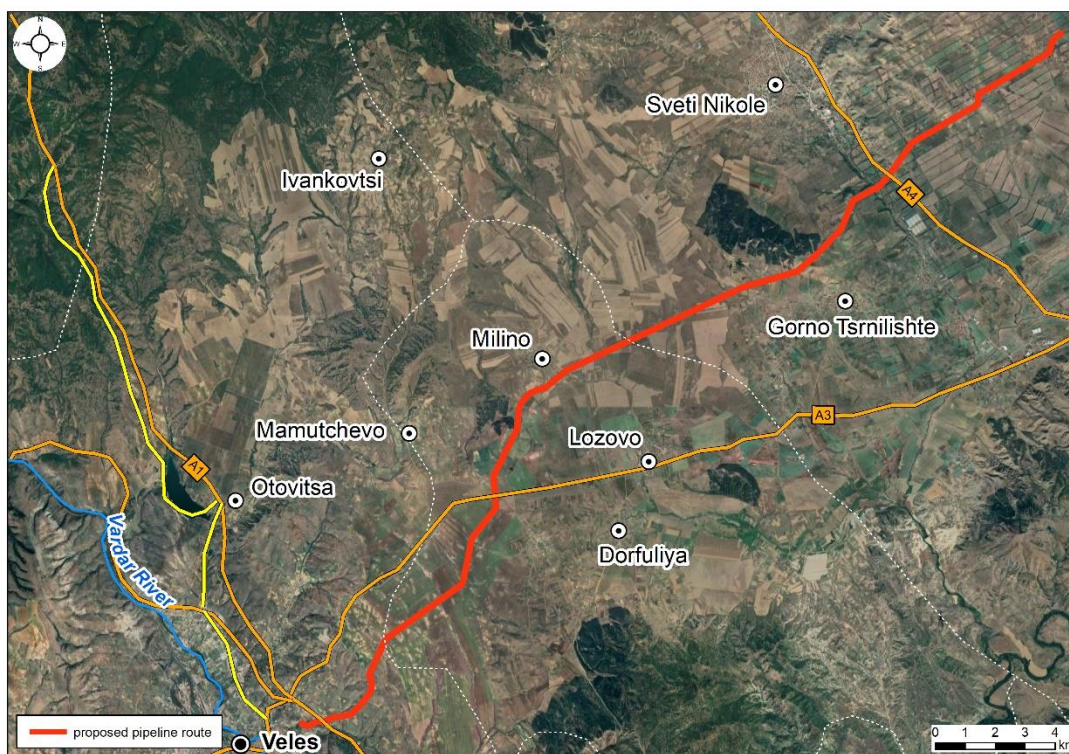 N
W E
S
Sveti Nikole
Ivankovtsi
A4
Gorno Tsrnilishte
Milino
A3
Mamutchevo
Lozovo
A1
Otovitsa
Dorfuliya
Vardar River
proposed pipeline route
Veles
0 1 2 3 4
km